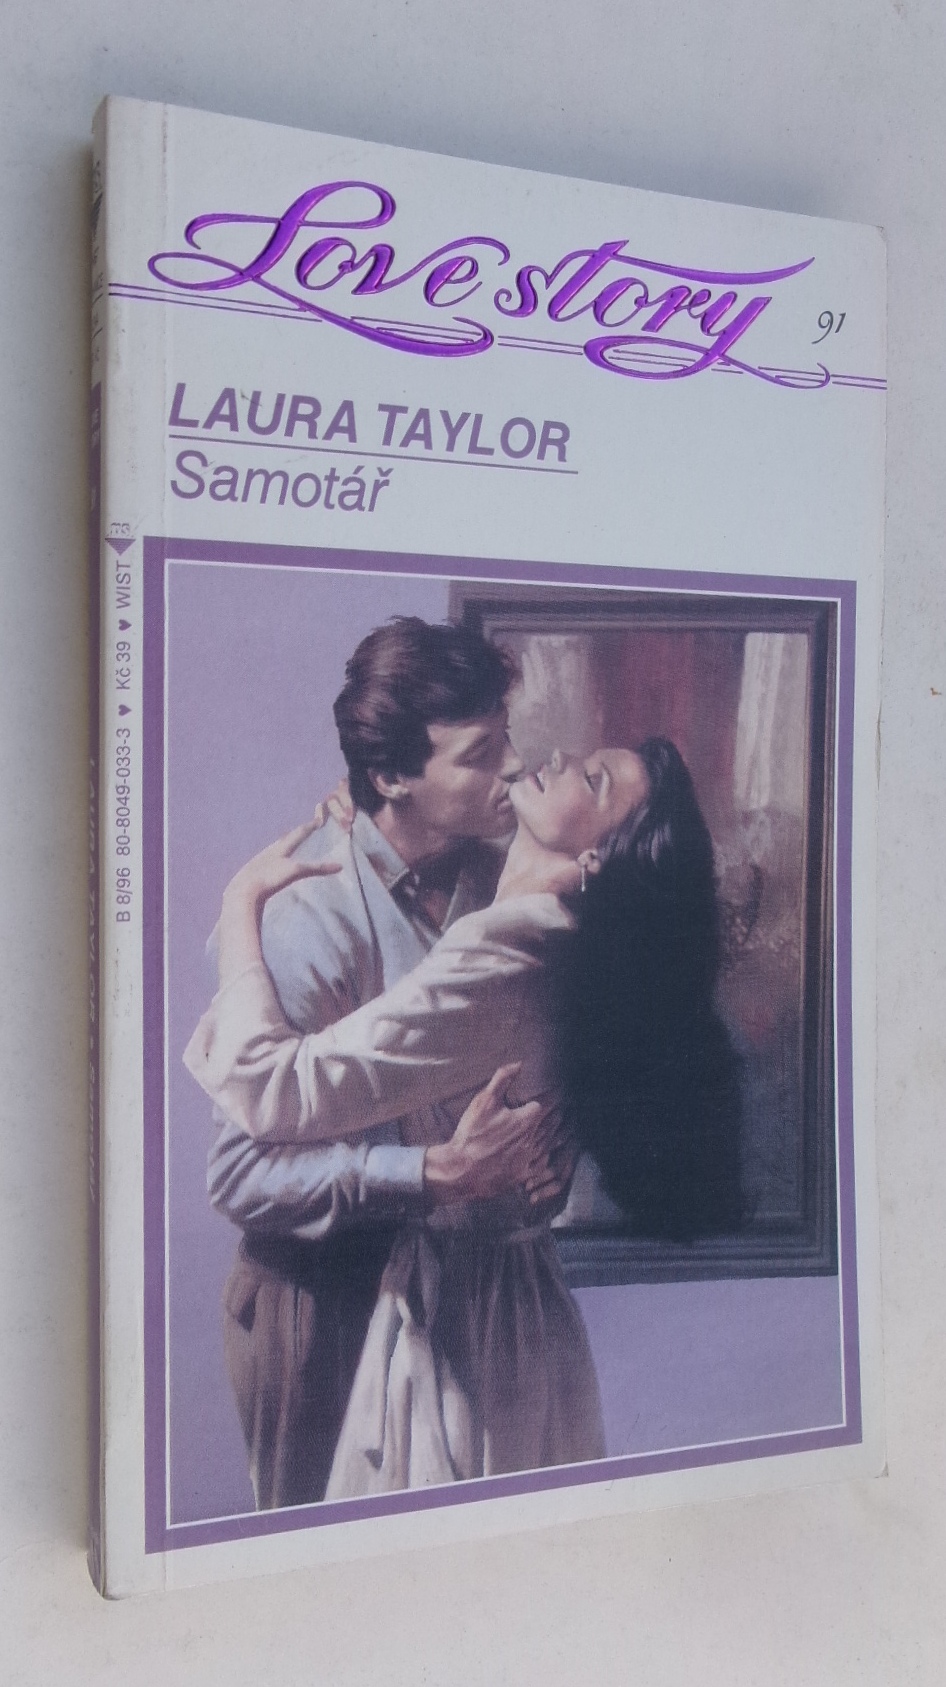 Love story
91
LAURA TAYLOR
Samotář
B 8/96 80-8049-033-3 ♥ Kč 39 ♥ WIST